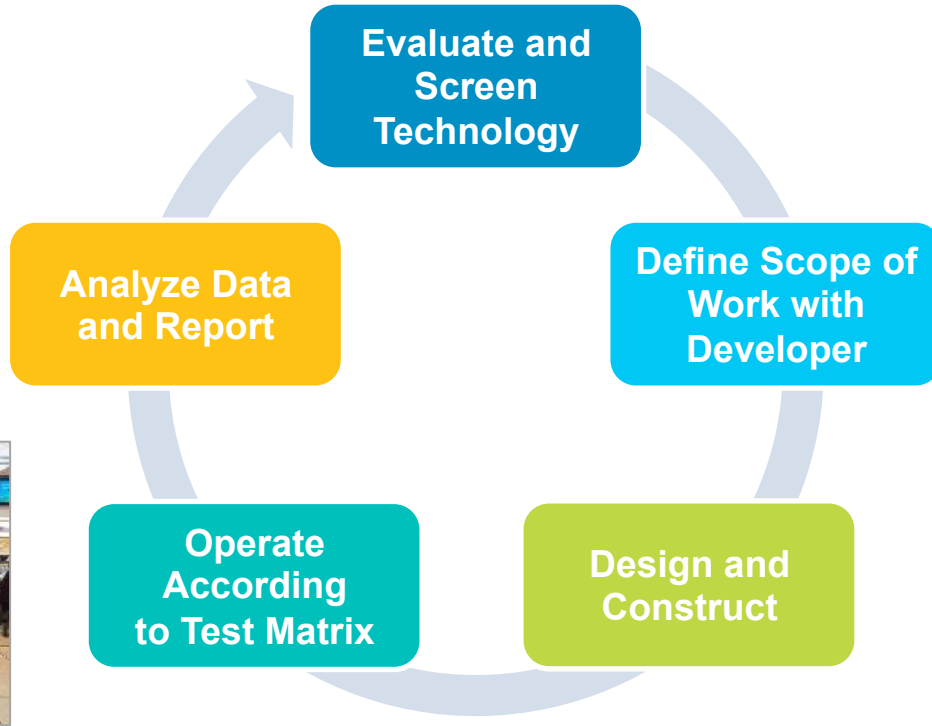 Evaluate and
Screen
Technology
Define Scope of
Work with
Developer
Design and
Construct
Operate
According
to Test Matrix
Analyze Data
and Report